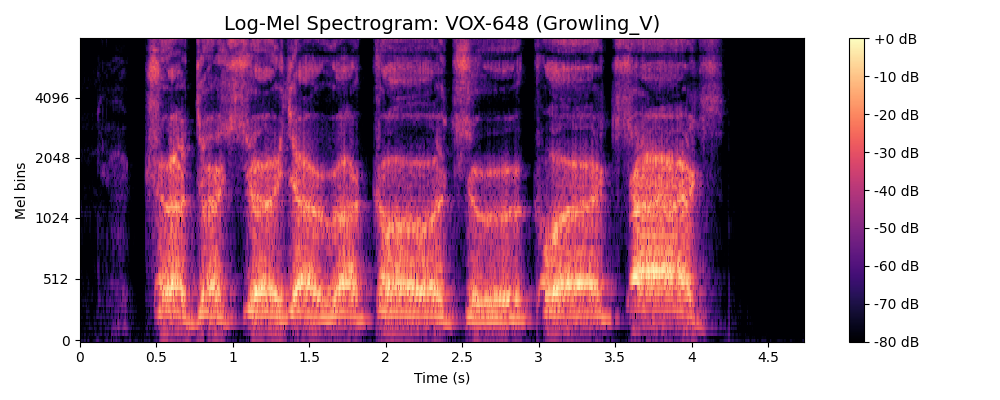 Log-Mel Spectrogram: VOX-648 (Growling_V)
+0 dB
-10 dB
-20 dB
-30 dB
-40 dB
-50 dB
-60 dB
-70 dB
-80 dB
Mel bins
4096
2048
1024
512
0
0 0.5 1 1.5 2 2.5 3 3.5 4 4.5
Time (s)